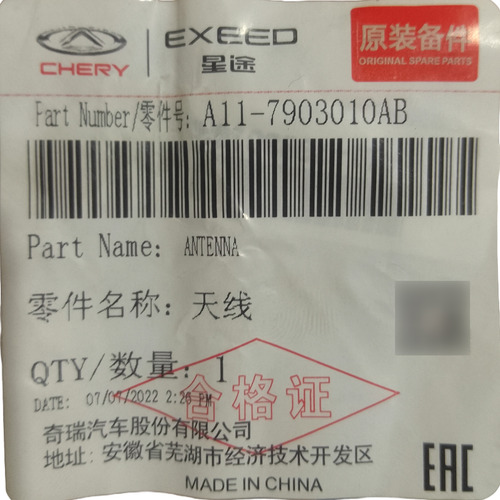 CHERY
EXEED
星途
原装备件
ORIGINAL SPARE PARTS
Part Number/零件号: A11-7903010AB
Part Name: ANTENNA
零件名称: 天线
QTY/数量: 1
合格证
DATE: 07/07/2022 2:26 PM
奇瑞汽车股份有限公司
地址: 安徽省芜湖市经济技术开发区
MADE IN CHINA
EAC